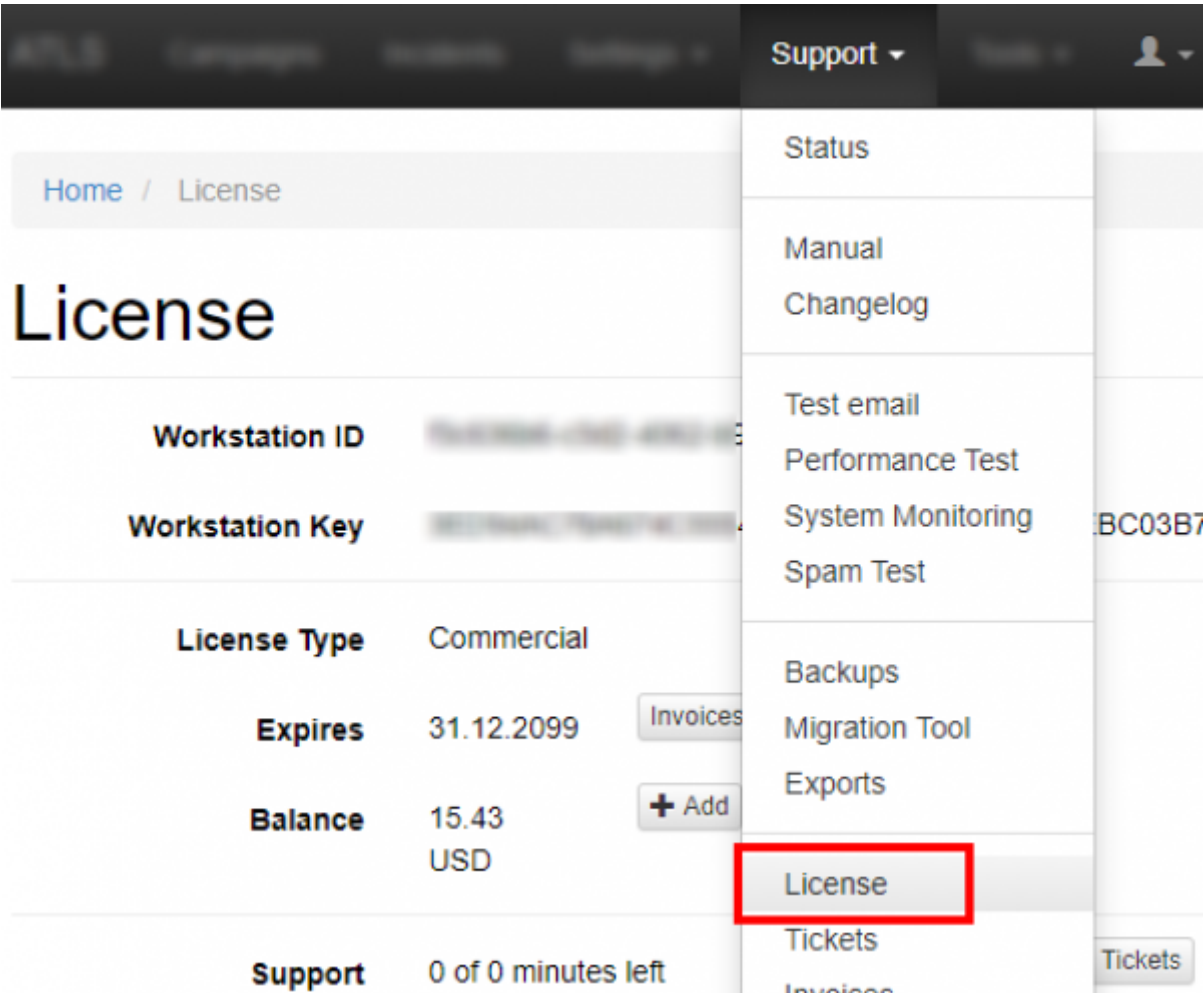 Support
Home / License
License
Workstation ID
Workstation Key
BC03B7
License Type Commercial
Expires 31.12.2099 Invoices
Balance 15.43 + Add
USD
Support 0 of 0 minutes left Tickets
Status
Manual
Changelog
Test email
Performance Test
System Monitoring
Spam Test
Backups
Migration Tool
Exports
License
Tickets
Invoices